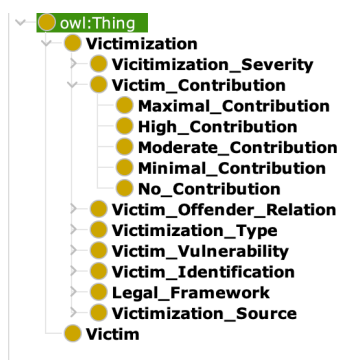 owl:Thing
Victimization
Vicitimization_Severity
Victim_Contribution
Maximal_Contribution
High_Contribution
Moderate_Contribution
Minimal_Contribution
No_Contribution
Victim_Offender_Relation
Victimization_Type
Victim_Vulnerability
Victim_Identification
Legal_Framework
Victimization_Source
Victim